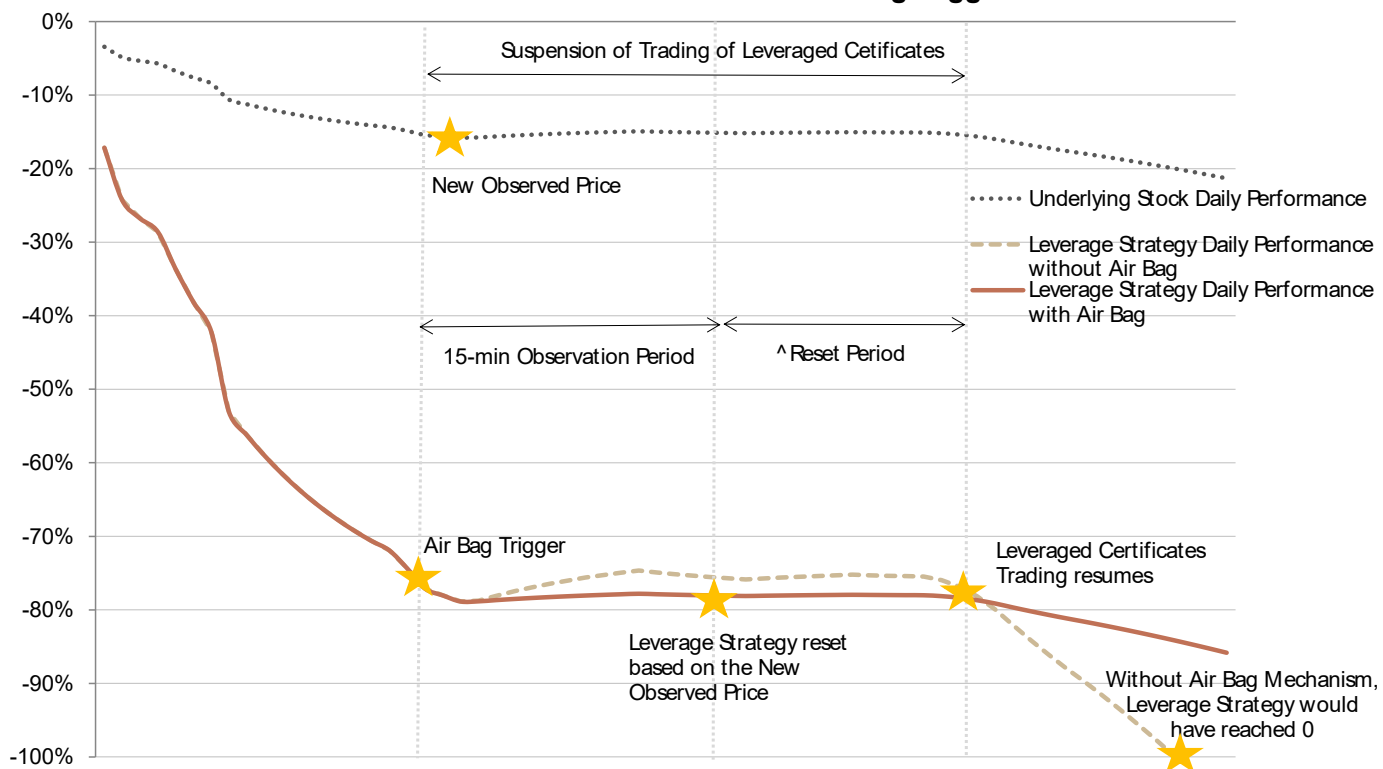 0%
Suspension of Trading of Leveraged Cetificates
-10%
New Observed Price
-20%
Underlying Stock Daily Performance
-30%
Leverage Strategy Daily Performance
without Air Bag
Leverage Strategy Daily Performance
with Air Bag
-40%
15-min Observation Period
^Reset Period
-50%
-60%
-70%
Air Bag Trigger
Leveraged Certificates
Trading resumes
-80%
Leverage Strategy reset
based on the New
Observed Price
-90%
Without Air Bag Mechanism,
Leverage Strategy would
have reached 0
-100%